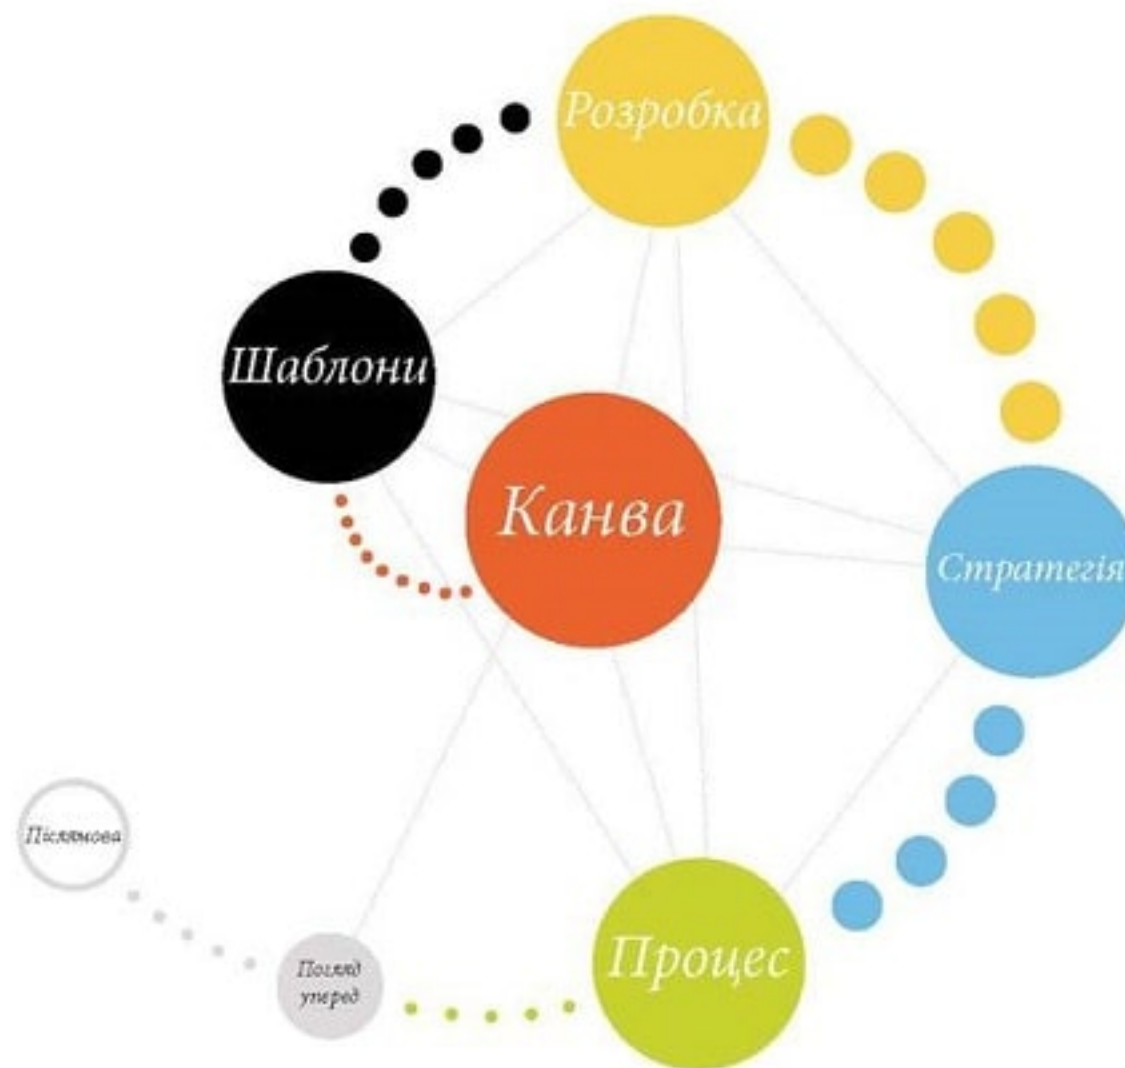 Розробка
Шаблони
Канва
Стратегія
Післямова
Погляд
уперед
Процес